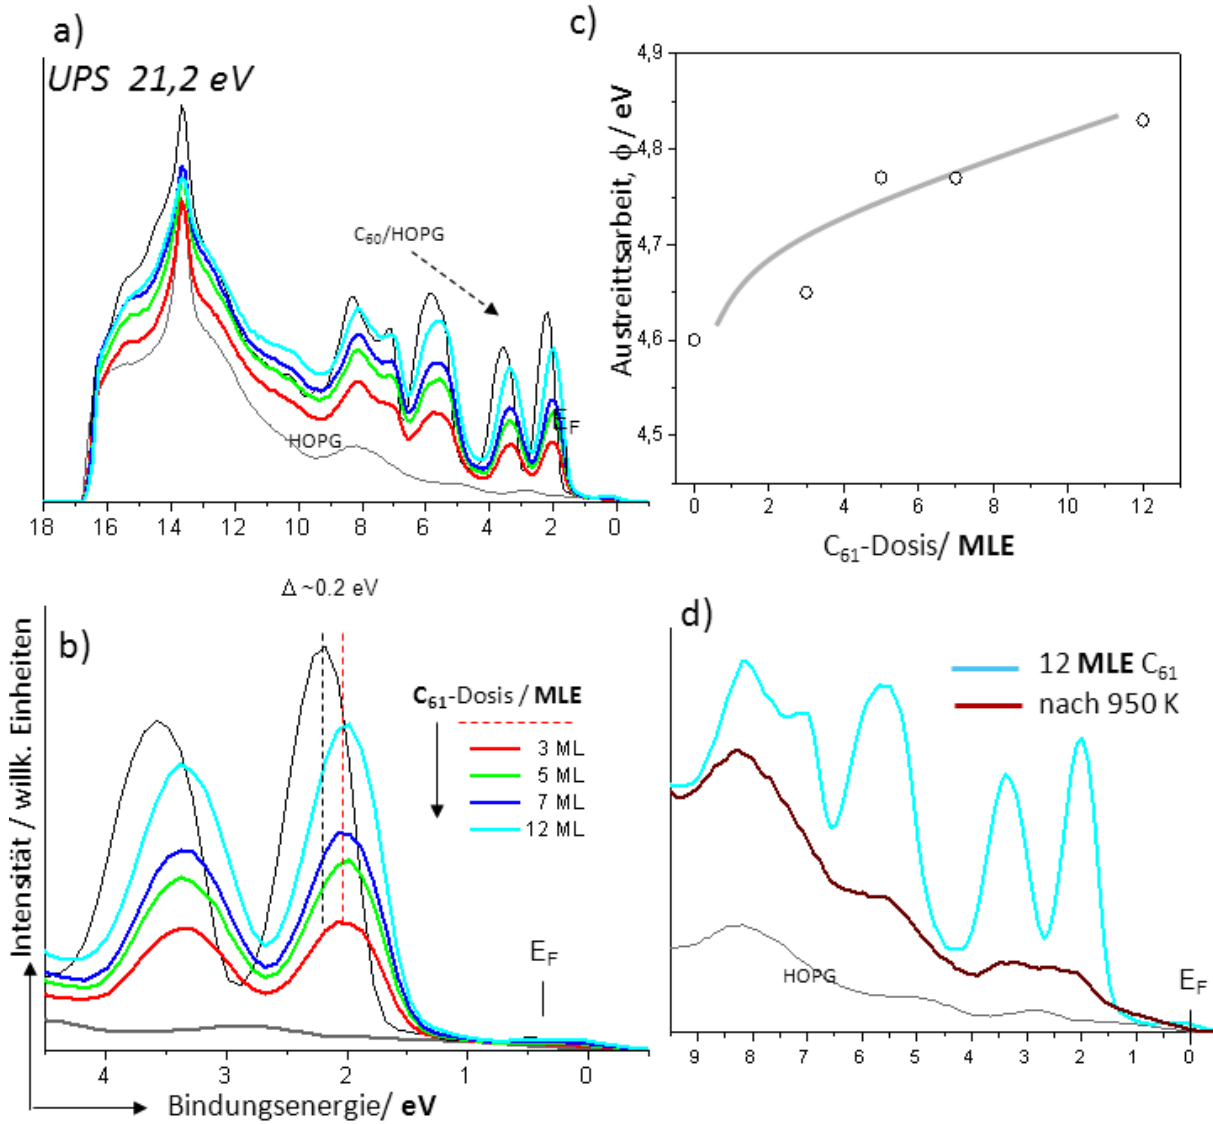 a)
UPS 21,2 eV
C60/HOPG
HOPG
EF
18 16 14 12 10 8 6 4 2 0
c)
Austreittsarbeit, ϕ / eV
4,9
4,8
4,7
4,6
4,5
0 2 4 6 8 10 12
C61-Dosis/ MLE
Δ ~0.2 eV
b)
Intensität / willk. Einheiten
C61-Dosis / MLE
3 ML
5 ML
7 ML
12 ML
EF
4 3 2 1 0
Bindungsenergie/ eV
d)
12 MLE C61
nach 950 K
HOPG
EF
9 8 7 6 5 4 3 2 1 0